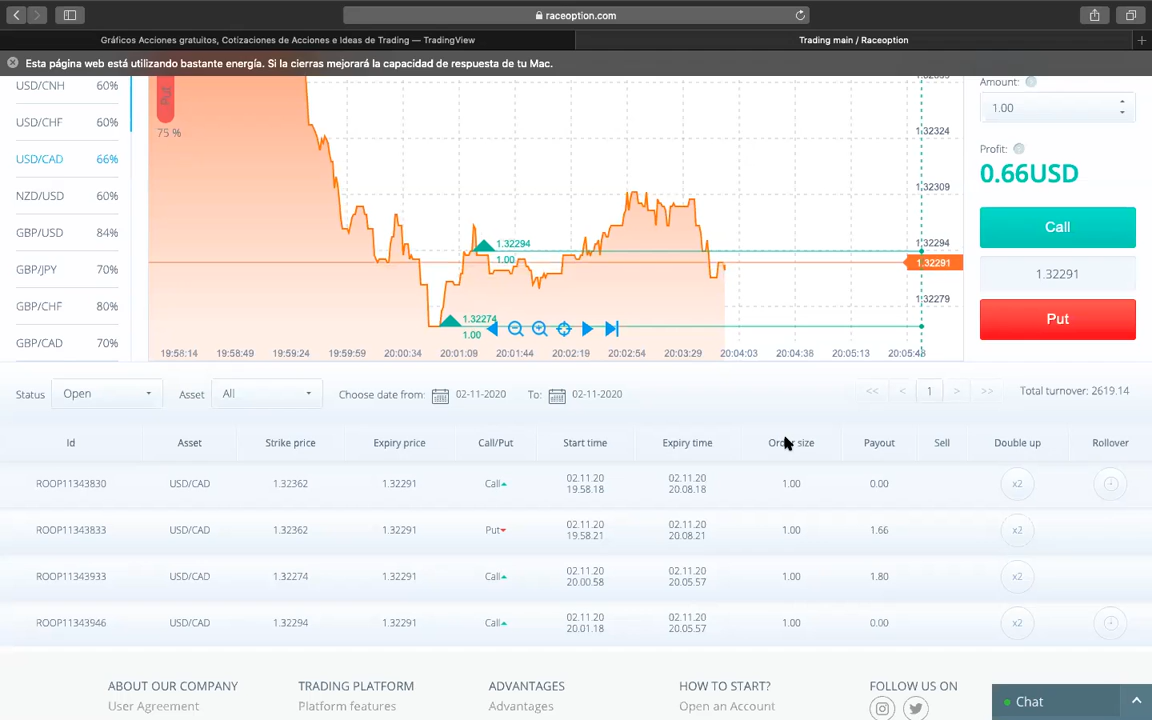 raceoption.com
Gráficos Acciones gratuitos, Cotizaciones de Acciones e Ideas de Trading — TradingView
Trading main / Raceoption
Esta página web está utilizando bastante energía. Si la cierras mejorará la capacidad de respuesta de tu Mac.
USD/CNH 60%
USD/CHF 60%
USD/CAD 66%
NZD/USD 60%
GBP/USD 84%
GBP/JPY 70%
GBP/CHF 80%
GBP/CAD 70%
Put
75 %
1.32324
1.32309
1.32294
1.32291
1.32279
1.32294
1.00
1.32274
1.00
19:58:14 19:58:49 19:59:24 19:59:59 20:00:34 20:01:09 20:01:44 20:02:19 20:02:54 20:03:29 20:04:03 20:04:38 20:05:13 20:05:48
Amount:
1.00
Profit:
0.66USD
Call
1.32291
Put
Status Open Asset All Choose date from: 02-11-2020 To: 02-11-2020 << < 1 > >> Total turnover: 2619.14
Id Asset Strike price Expiry price Call/Put Start time Expiry time Order size Payout Sell Double up Rollover
ROOP11343830 USD/CAD 1.32362 1.32291 Call 02.11.20 19.58.18 02.11.20 20.08.18 1.00 0.00 x2
ROOP11343833 USD/CAD 1.32362 1.32291 Put 02.11.20 19.58.21 02.11.20 20.08.21 1.00 1.66 x2
ROOP11343933 USD/CAD 1.32274 1.32291 Call 02.11.20 20.00.58 02.11.20 20.05.57 1.00 1.80 x2
ROOP11343946 USD/CAD 1.32294 1.32291 Call 02.11.20 20.01.18 02.11.20 20.05.57 1.00 0.00 x2
ABOUT OUR COMPANY TRADING PLATFORM ADVANTAGES HOW TO START? FOLLOW US ON
User Agreement Platform features Advantages Open an Account
Chat